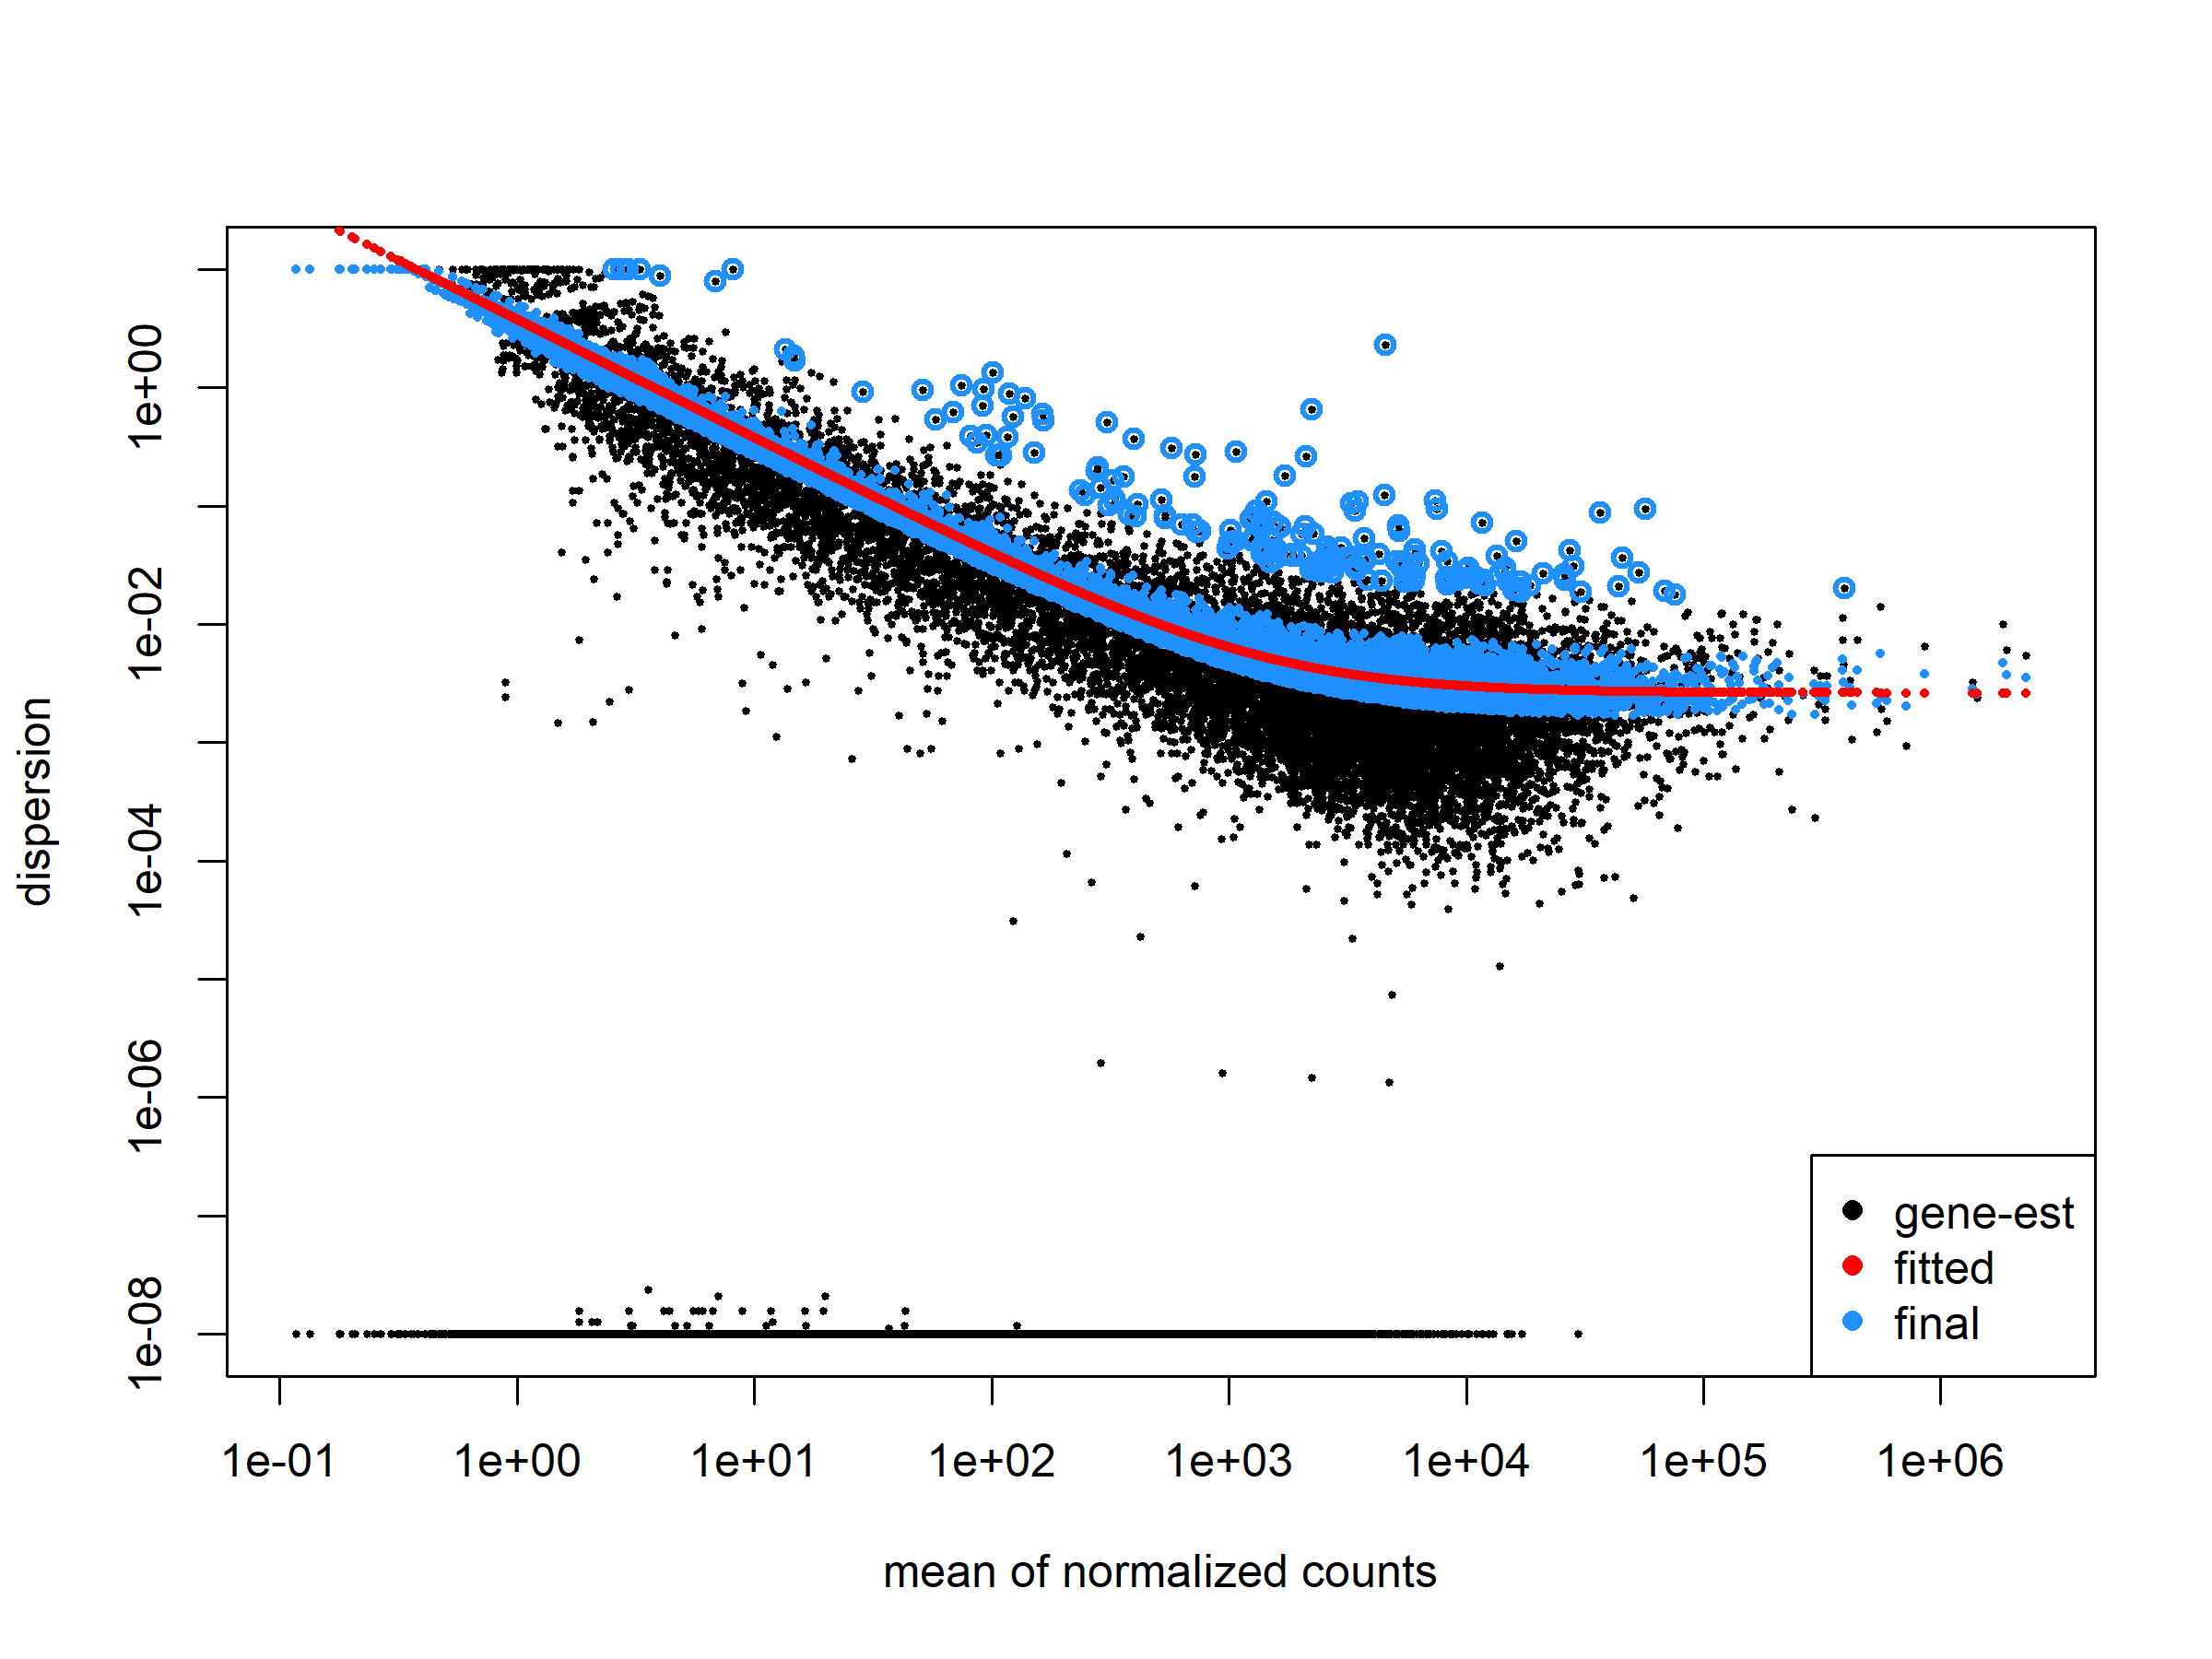 dispersion
1e+00
1e-02
1e-04
1e-06
1e-08
gene-est
fitted
final
1e-01 1e+00 1e+01 1e+02 1e+03 1e+04 1e+05 1e+06
mean of normalized counts